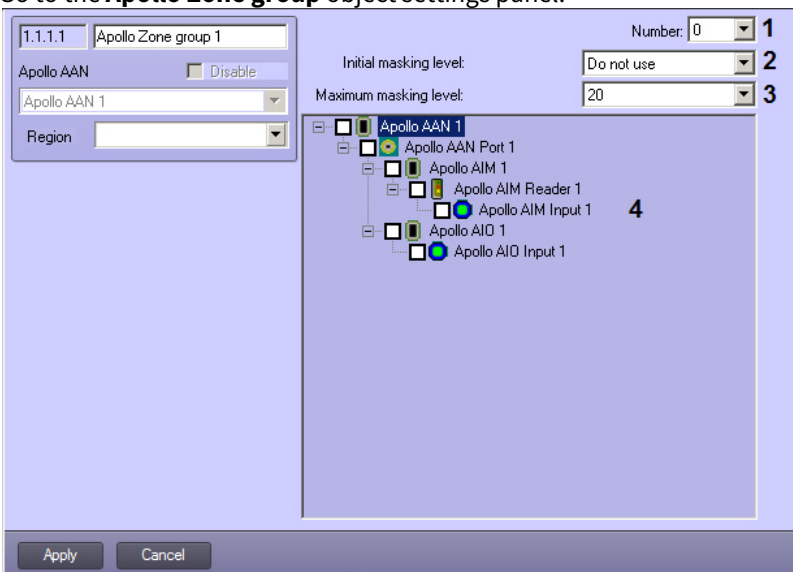 Go to the Apollo Zone group object settings panel.
1.1.1.1 Apollo Zone group 1
Number: 0 1
Apollo AAN Disable
Initial masking level: Do not use 2
Apollo AAN 1
Maximum masking level: 20 3
Region
Apollo AAN 1
Apollo AAN Port 1
Apollo AIM 1
Apollo AIM Reader 1
Apollo AIM Input 1 4
Apollo AIO 1
Apollo AIO Input 1
Apply Cancel